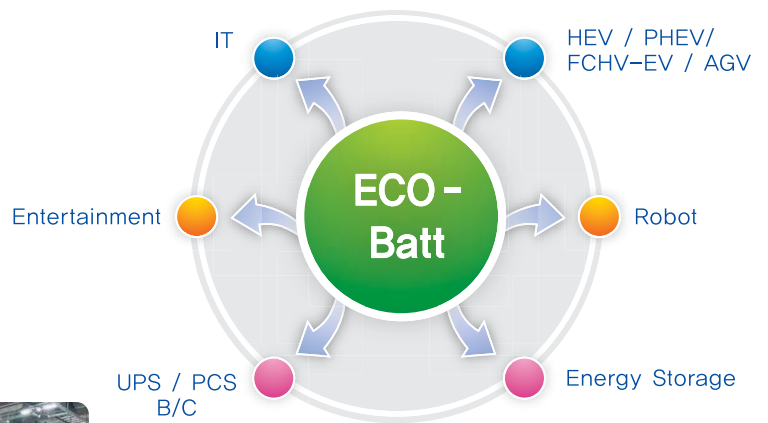 IT
HEV / PHEV/
FCHV-EV / AGV
ECO-
Batt
Entertainment
Robot
UPS / PCS
B/C
Energy Storage